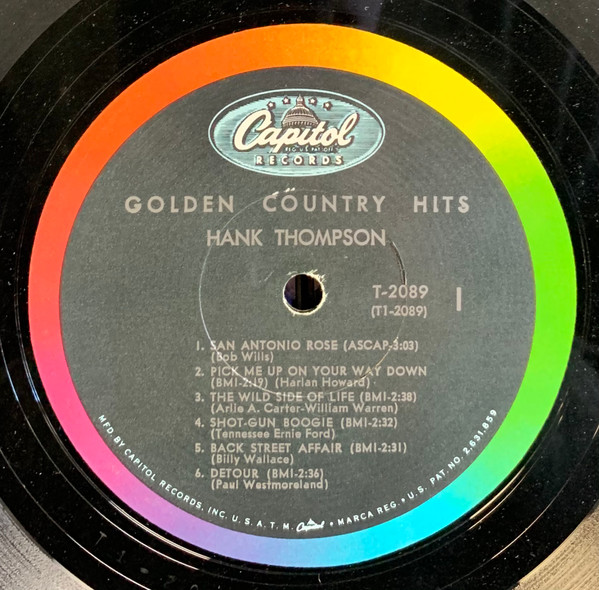 Capitol
RECORDS
GOLDEN COUNTRY HITS
HANK THOMPSON
T-2089
(T1-2089)
1
1. SAN ANTONIO ROSE (ASCAP-3:03)
(Bob Wills)
2. PICK ME UP ON YOUR WAY DOWN
(BMI-2:19) (Harlan Howard)
3. THE WILD SIDE OF LIFE (BMI-2:38)
(Arlie A. Carter-William Warren)
4. SHOT-GUN BOOGIE (BMI-2:32)
(Tennessee Ernie Ford)
5. BACK STREET AFFAIR (BMI-2:31)
(Billy Wallace)
6. DETOUR (BMI-2:36)
(Paul Westmoreland)
MFD. BY CAPITOL RECORDS, INC. U. S. A. T. M. Capitol • MARCA REG. • U. S. PAT. NO. 2,631,859